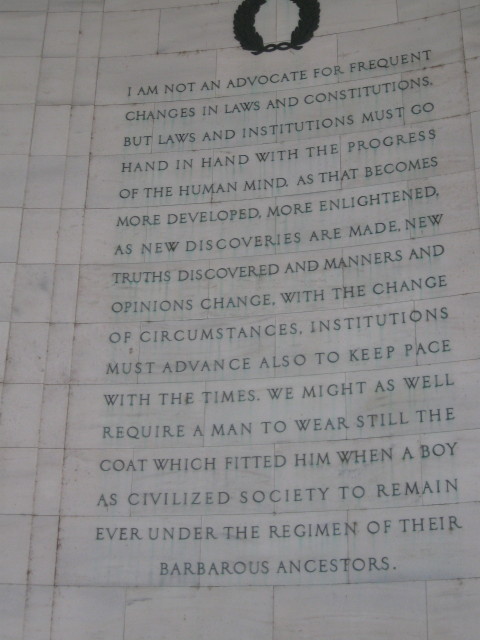 I AM NOT AN ADVOCATE FOR FREQUENT
CHANGES IN LAWS AND CONSTITUTIONS.
BUT LAWS AND INSTITUTIONS MUST GO
HAND IN HAND WITH THE PROGRESS
OF THE HUMAN MIND. AS THAT BECOMES
MORE DEVELOPED, MORE ENLIGHTENED,
AS NEW DISCOVERIES ARE MADE, NEW
TRUTHS DISCOVERED AND MANNERS AND
OPINIONS CHANGE, WITH THE CHANGE
OF CIRCUMSTANCES, INSTITUTIONS
MUST ADVANCE ALSO TO KEEP PACE
WITH THE TIMES. WE MIGHT AS WELL
REQUIRE A MAN TO WEAR STILL THE
COAT WHICH FITTED HIM WHEN A BOY
AS CIVILIZED SOCIETY TO REMAIN
EVER UNDER THE REGIMEN OF THEIR
BARBAROUS ANCESTORS.